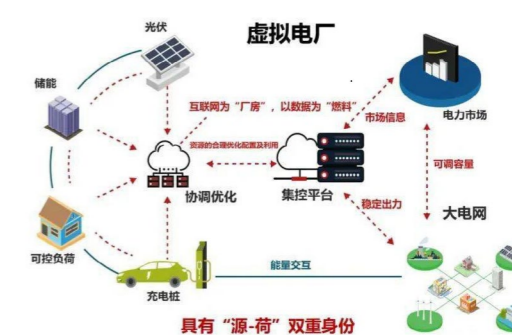 虚拟电厂
光伏
储能
互联网为“厂房”，以数据为“燃料”
市场信息
电力市场
资源的合理优化配置及利用
协调优化
集控平台
可调容量
稳定出力
大电网
可控负荷
充电桩
能量交互
具有“源-荷”双重身份